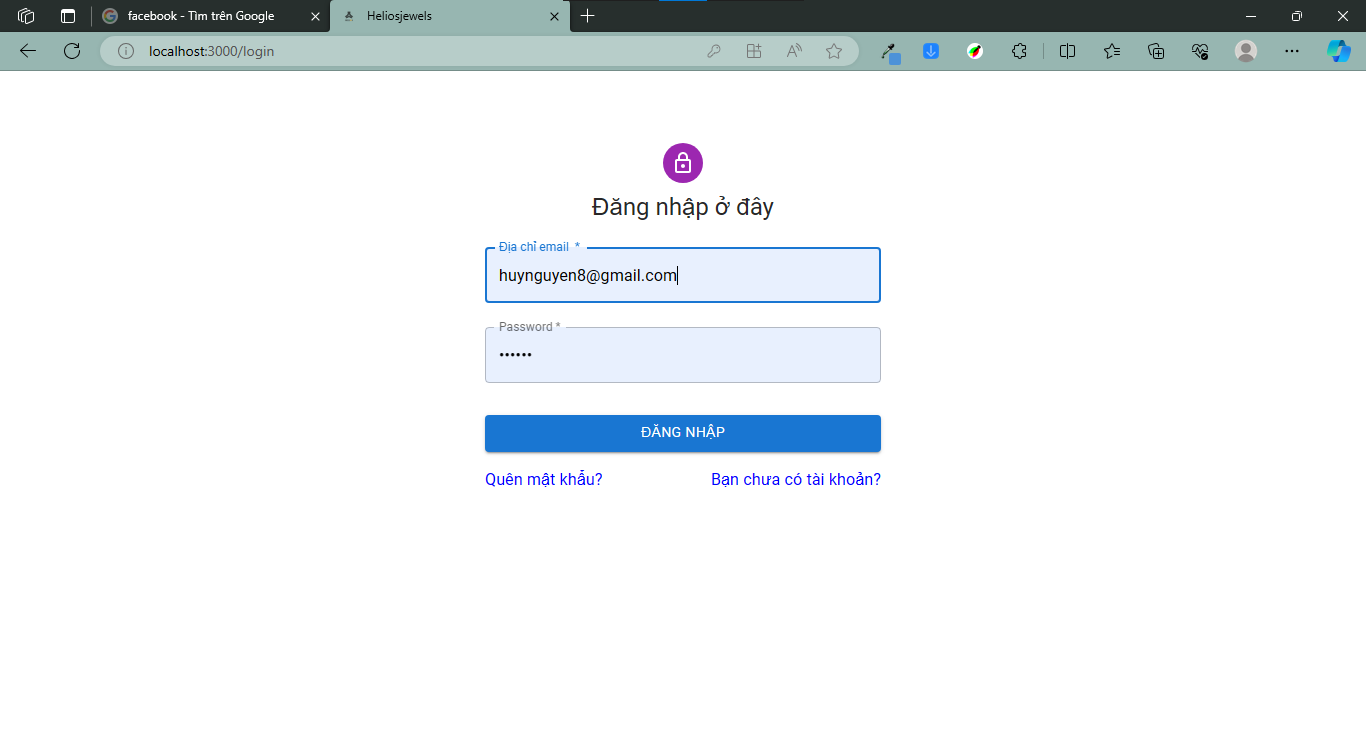 facebook - Tìm trên Google
Heliosjewels
localhost:3000/login
Đăng nhập ở đây
Địa chỉ email *
huynguyen8@gmail.com
Password *
••••••
ĐĂNG NHẬP
Quên mật khẩu?
Bạn chưa có tài khoản?